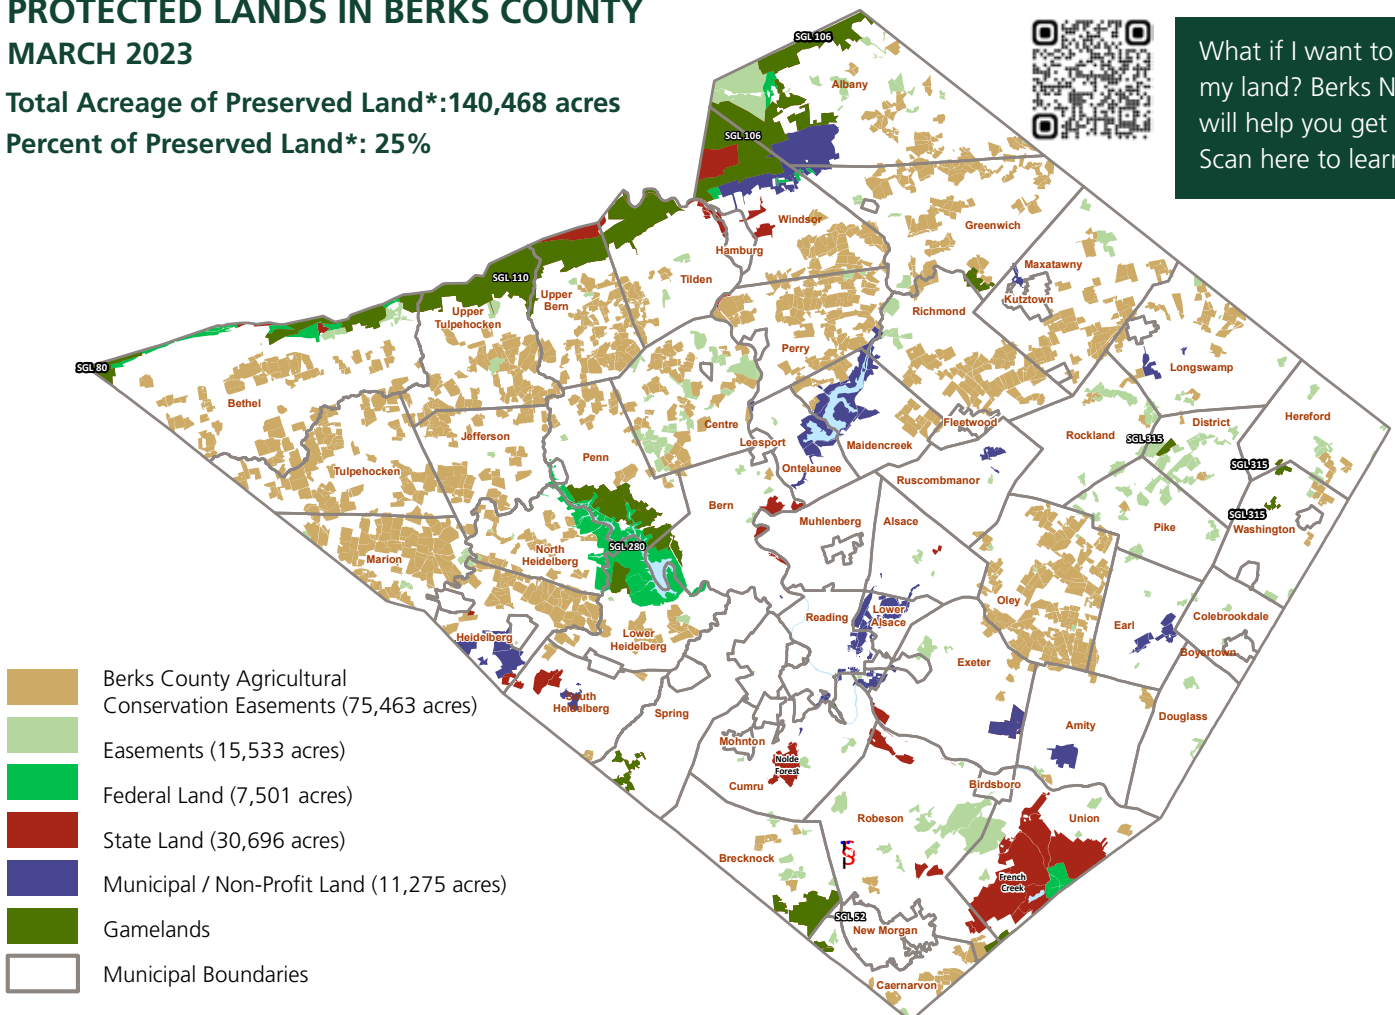 PROTECTED LANDS IN BERKS COUNTY
MARCH 2023
Total Acreage of Preserved Land*:140,468 acres
Percent of Preserved Land*: 25%
What if I want to
my land? Berks N
will help you get
Scan here to learn
SGL 106
Albany
SGL 106
Windsor
Greenwich
Hamburg
Maxatawny
Tilden
SGL 110
Upper
Bern
Kutztown
Upper
Tulpehocken
Richmond
Perry
SGL 80
Longswamp
Bethel
Hereford
Centre
Fleetwood
District
Jefferson
Rockland
SGL 315
Leesport
Maidencreek
Penn
Ontelaunee
SGL 315
Tulpehocken
Ruscombmanor
Bern
SGL 315
Muhlenberg
Alsace
Pike
Washington
SGL 280
North
Heidelberg
Marion
Oley
Lower
Alsace
Reading
Colebrookdale
Earl
Heidelberg
Lower
Heidelberg
Boyertown
Exeter
South
Heidelberg
Spring
Douglass
Amity
Mohnton
Nolde
Forest
Cumru
Birdsboro
Robeson
Union
Brecknock
French
Creek
SGL 52
New Morgan
Caernarvon
Berks County Agricultural
Conservation Easements (75,463 acres)
Easements (15,533 acres)
Federal Land (7,501 acres)
State Land (30,696 acres)
Municipal / Non-Profit Land (11,275 acres)
Gamelands
Municipal Boundaries